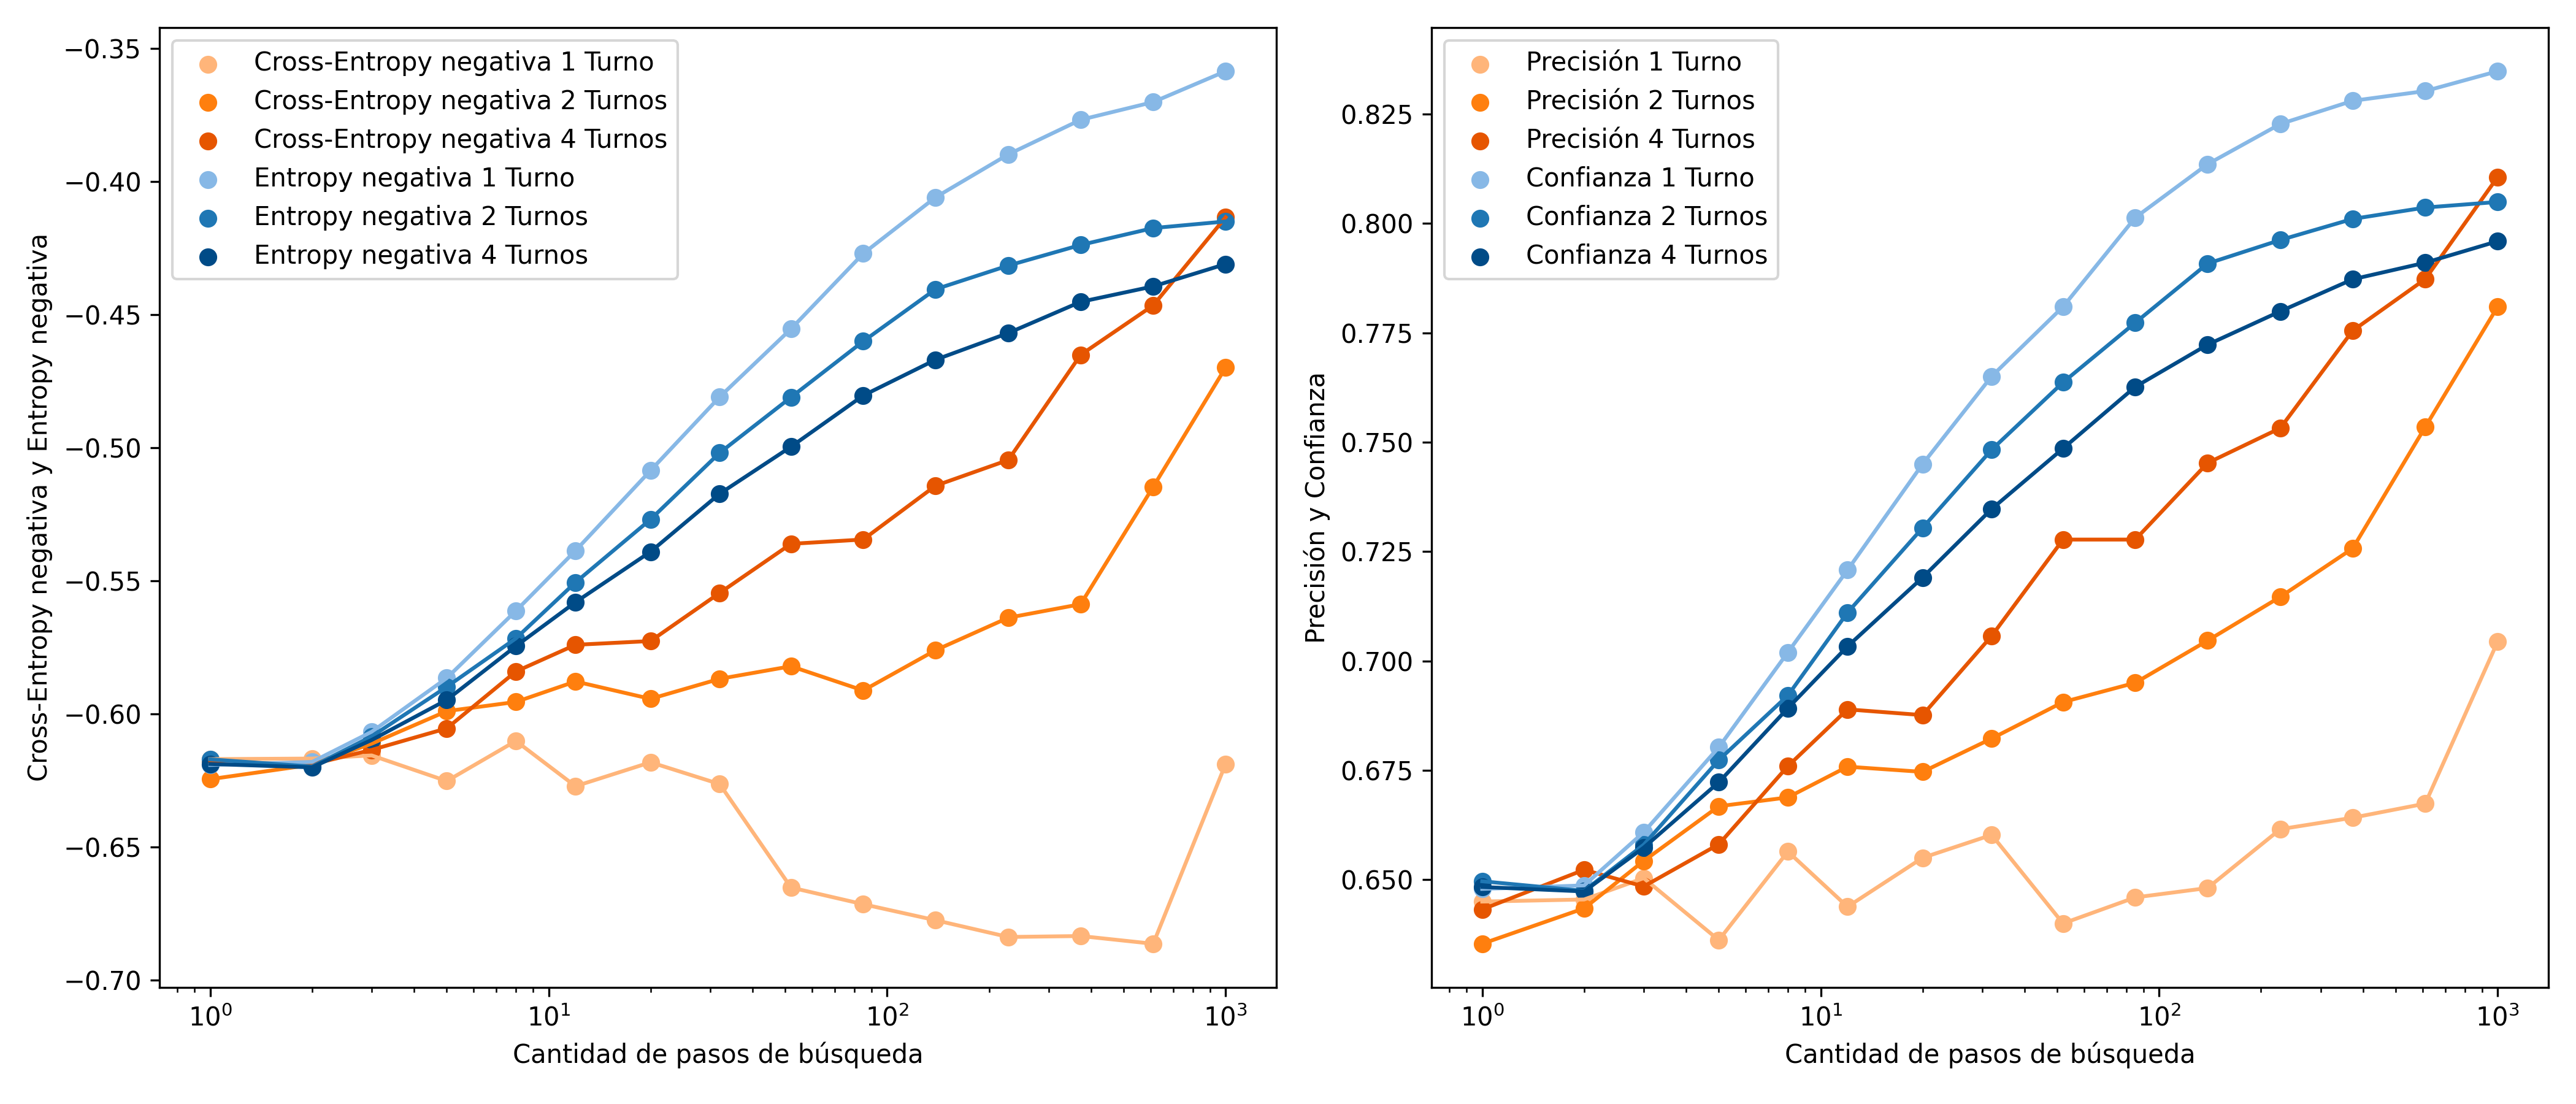 Cross-Entropy negativa y Entropy negativa
−0.35
−0.40
−0.45
−0.50
−0.55
−0.60
−0.65
−0.70
Cross-Entropy negativa 1 Turno
Cross-Entropy negativa 2 Turnos
Cross-Entropy negativa 4 Turnos
Entropy negativa 1 Turno
Entropy negativa 2 Turnos
Entropy negativa 4 Turnos
10⁰ 10¹ 10² 10³
Cantidad de pasos de búsqueda
Precisión y Confianza
0.825
0.800
0.775
0.750
0.725
0.700
0.675
0.650
Precisión 1 Turno
Precisión 2 Turnos
Precisión 4 Turnos
Confianza 1 Turno
Confianza 2 Turnos
Confianza 4 Turnos
10⁰ 10¹ 10² 10³
Cantidad de pasos de búsqueda